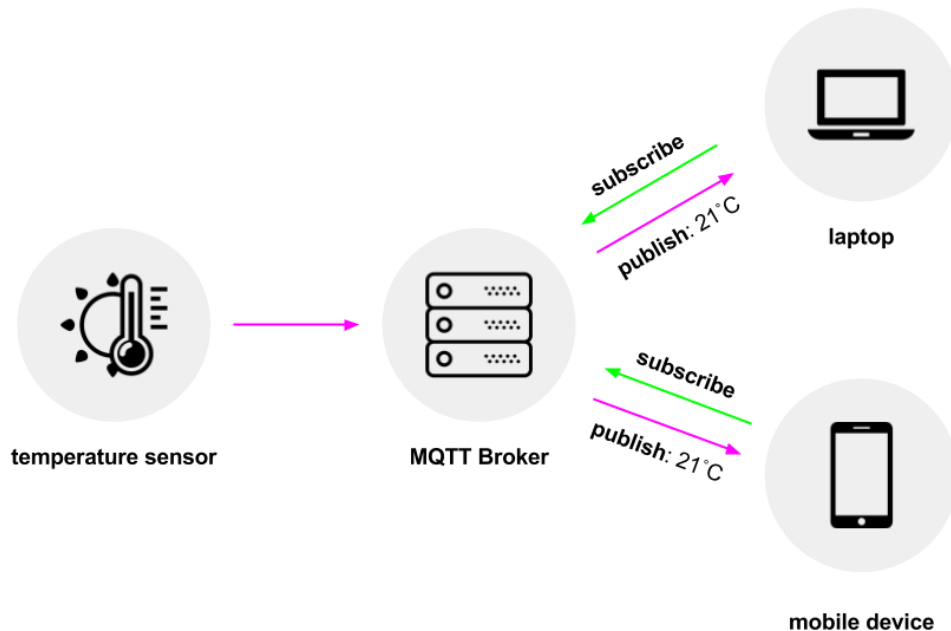 subscribe
publish: 21°C
laptop
temperature sensor
MQTT Broker
subscribe
publish: 21°C
mobile device